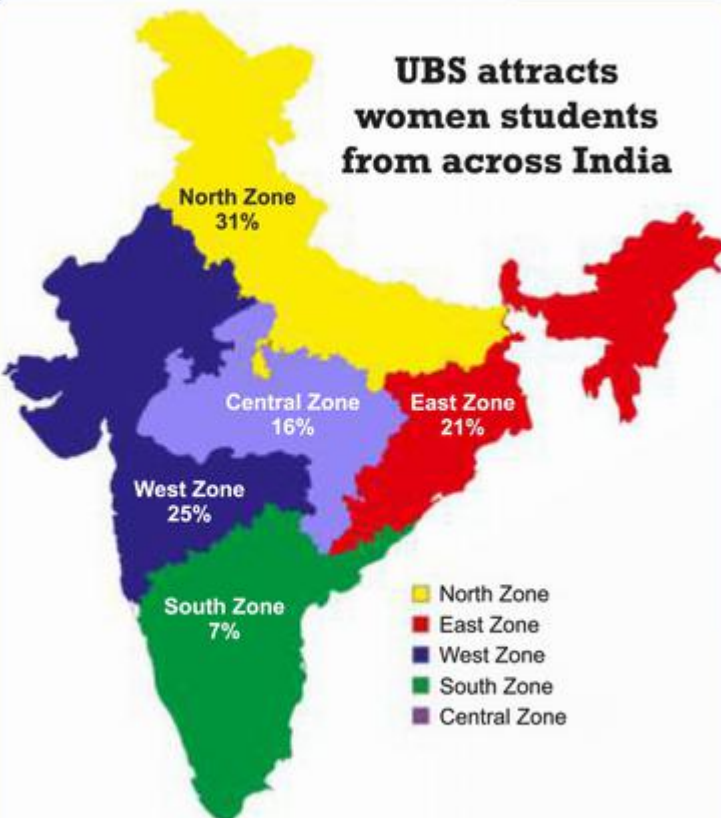 UBS attracts
women students
from across India
North Zone
31%
Central Zone
16%
East Zone
21%
West Zone
25%
South Zone
7%
North Zone
East Zone
West Zone
South Zone
Central Zone